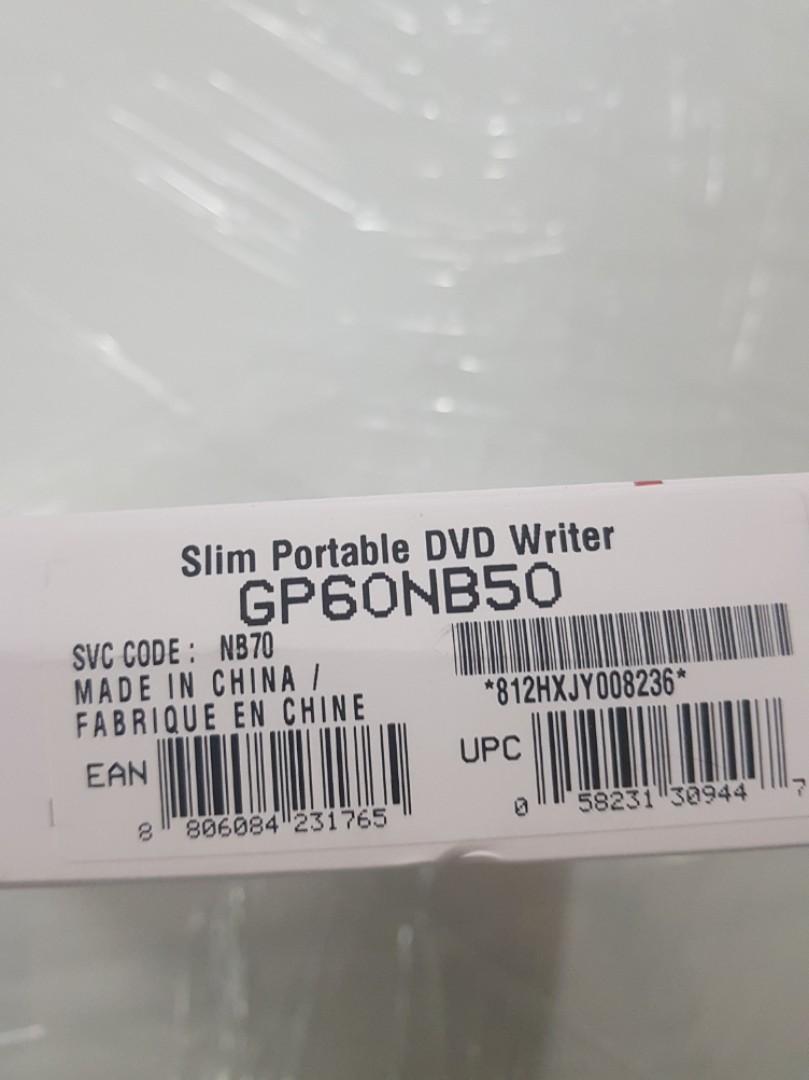 Slim Portable DVD Writer
GP60NB50
SVC CODE : NB70
MADE IN CHINA /
FABRIQUE EN CHINE
*812HXJY008236*
EAN
8 806084 231765
UPC
0 58231 30944 7